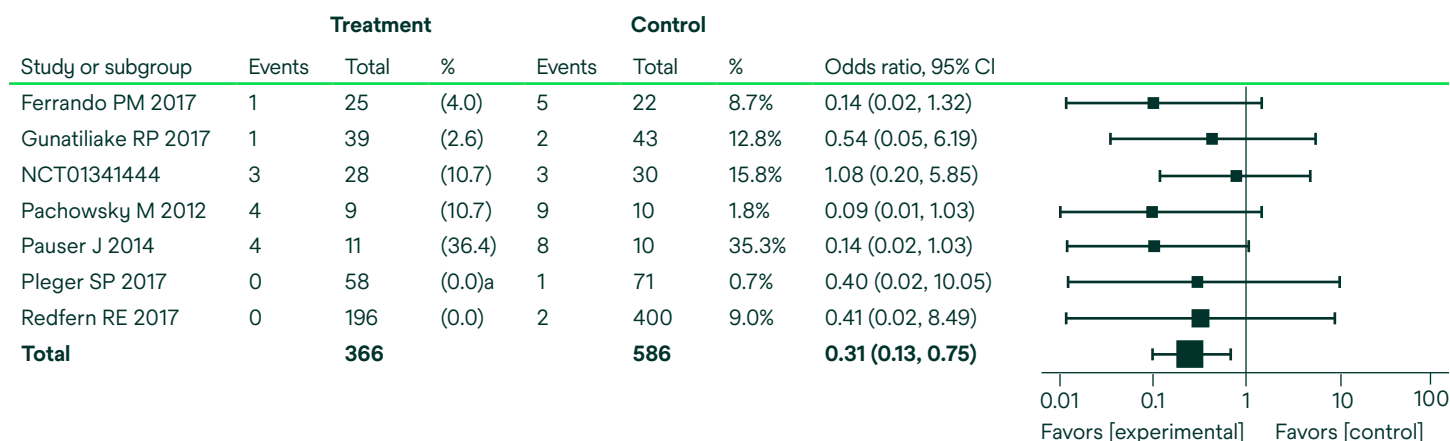 Treatment Control
Study or subgroup Events Total % Events Total % Odds ratio, 95% CI
Ferrando PM 2017 1 25 (4.0) 5 22 8.7% 0.14 (0.02, 1.32)
Gunatiliake RP 2017 1 39 (2.6) 2 43 12.8% 0.54 (0.05, 6.19)
NCT01341444 3 28 (10.7) 3 30 15.8% 1.08 (0.20, 5.85)
Pachowsky M 2012 4 9 (10.7) 9 10 1.8% 0.09 (0.01, 1.03)
Pauser J 2014 4 11 (36.4) 8 10 35.3% 0.14 (0.02, 1.03)
Pleger SP 2017 0 58 (0.0)a 1 71 0.7% 0.40 (0.02, 10.05)
Redfern RE 2017 0 196 (0.0) 2 400 9.0% 0.41 (0.02, 8.49)
Total 366 586 0.31 (0.13, 0.75)
0.01 0.1 1 10 100
Favors [experimental] Favors [control]